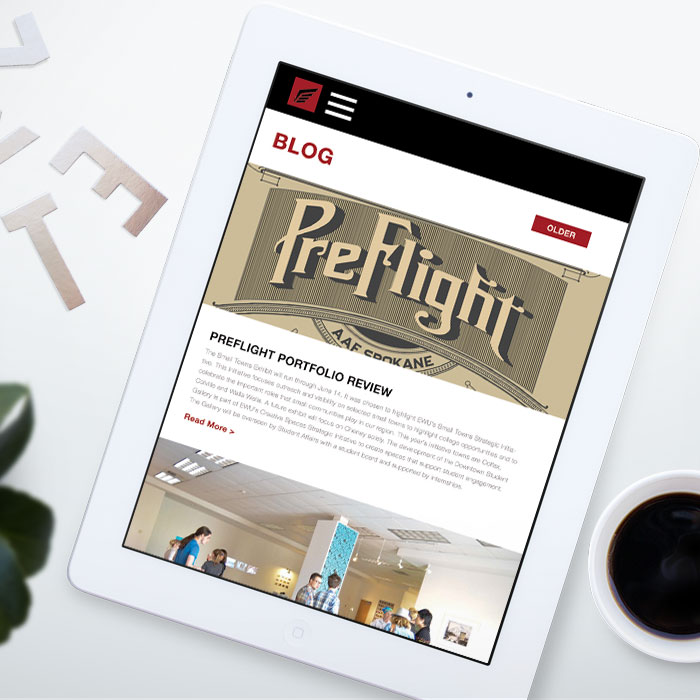 BLOG
OLDER
PreFlight
AAF SPOKANE
PREFLIGHT PORTFOLIO REVIEW
The Small Towns Exhibit will run through June 14. It was chosen to highlight EWU's Small Towns Strategic Initia-
tive. This initiative focuses outreach and visibility on selected small towns to highlight college opportunities and to
celebrate the important roles that small communities play in our region. This year's initiative towns are Colfax,
Colville and Walla Walla. A future exhibit will focus on Cheney solely. The development of the Downtown Student
Gallery is part of EWU's Creative Spaces Strategic Initiative to create spaces that support student engagement.
The Gallery will be overseen by Student Affairs with a student board and supported by internships.
Read More >
V
E
T